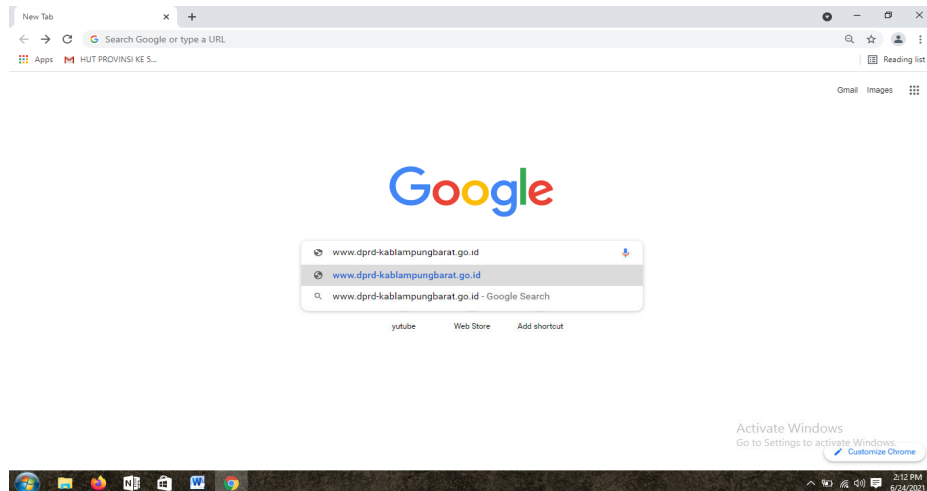 New Tab
Search Google or type a URL
Apps HUT PROVINSI KE 5... Reading list
Gmail Images
Google
www.dprd-kablampungbarat.go.id
www.dprd-kablampungbarat.go.id
www.dprd-kablampungbarat.go.id - Google Search
yutube Web Store Add shortcut
Activate Windows
Go to Settings to activate Windows.
Customize Chrome
2:12 PM
6/24/2021